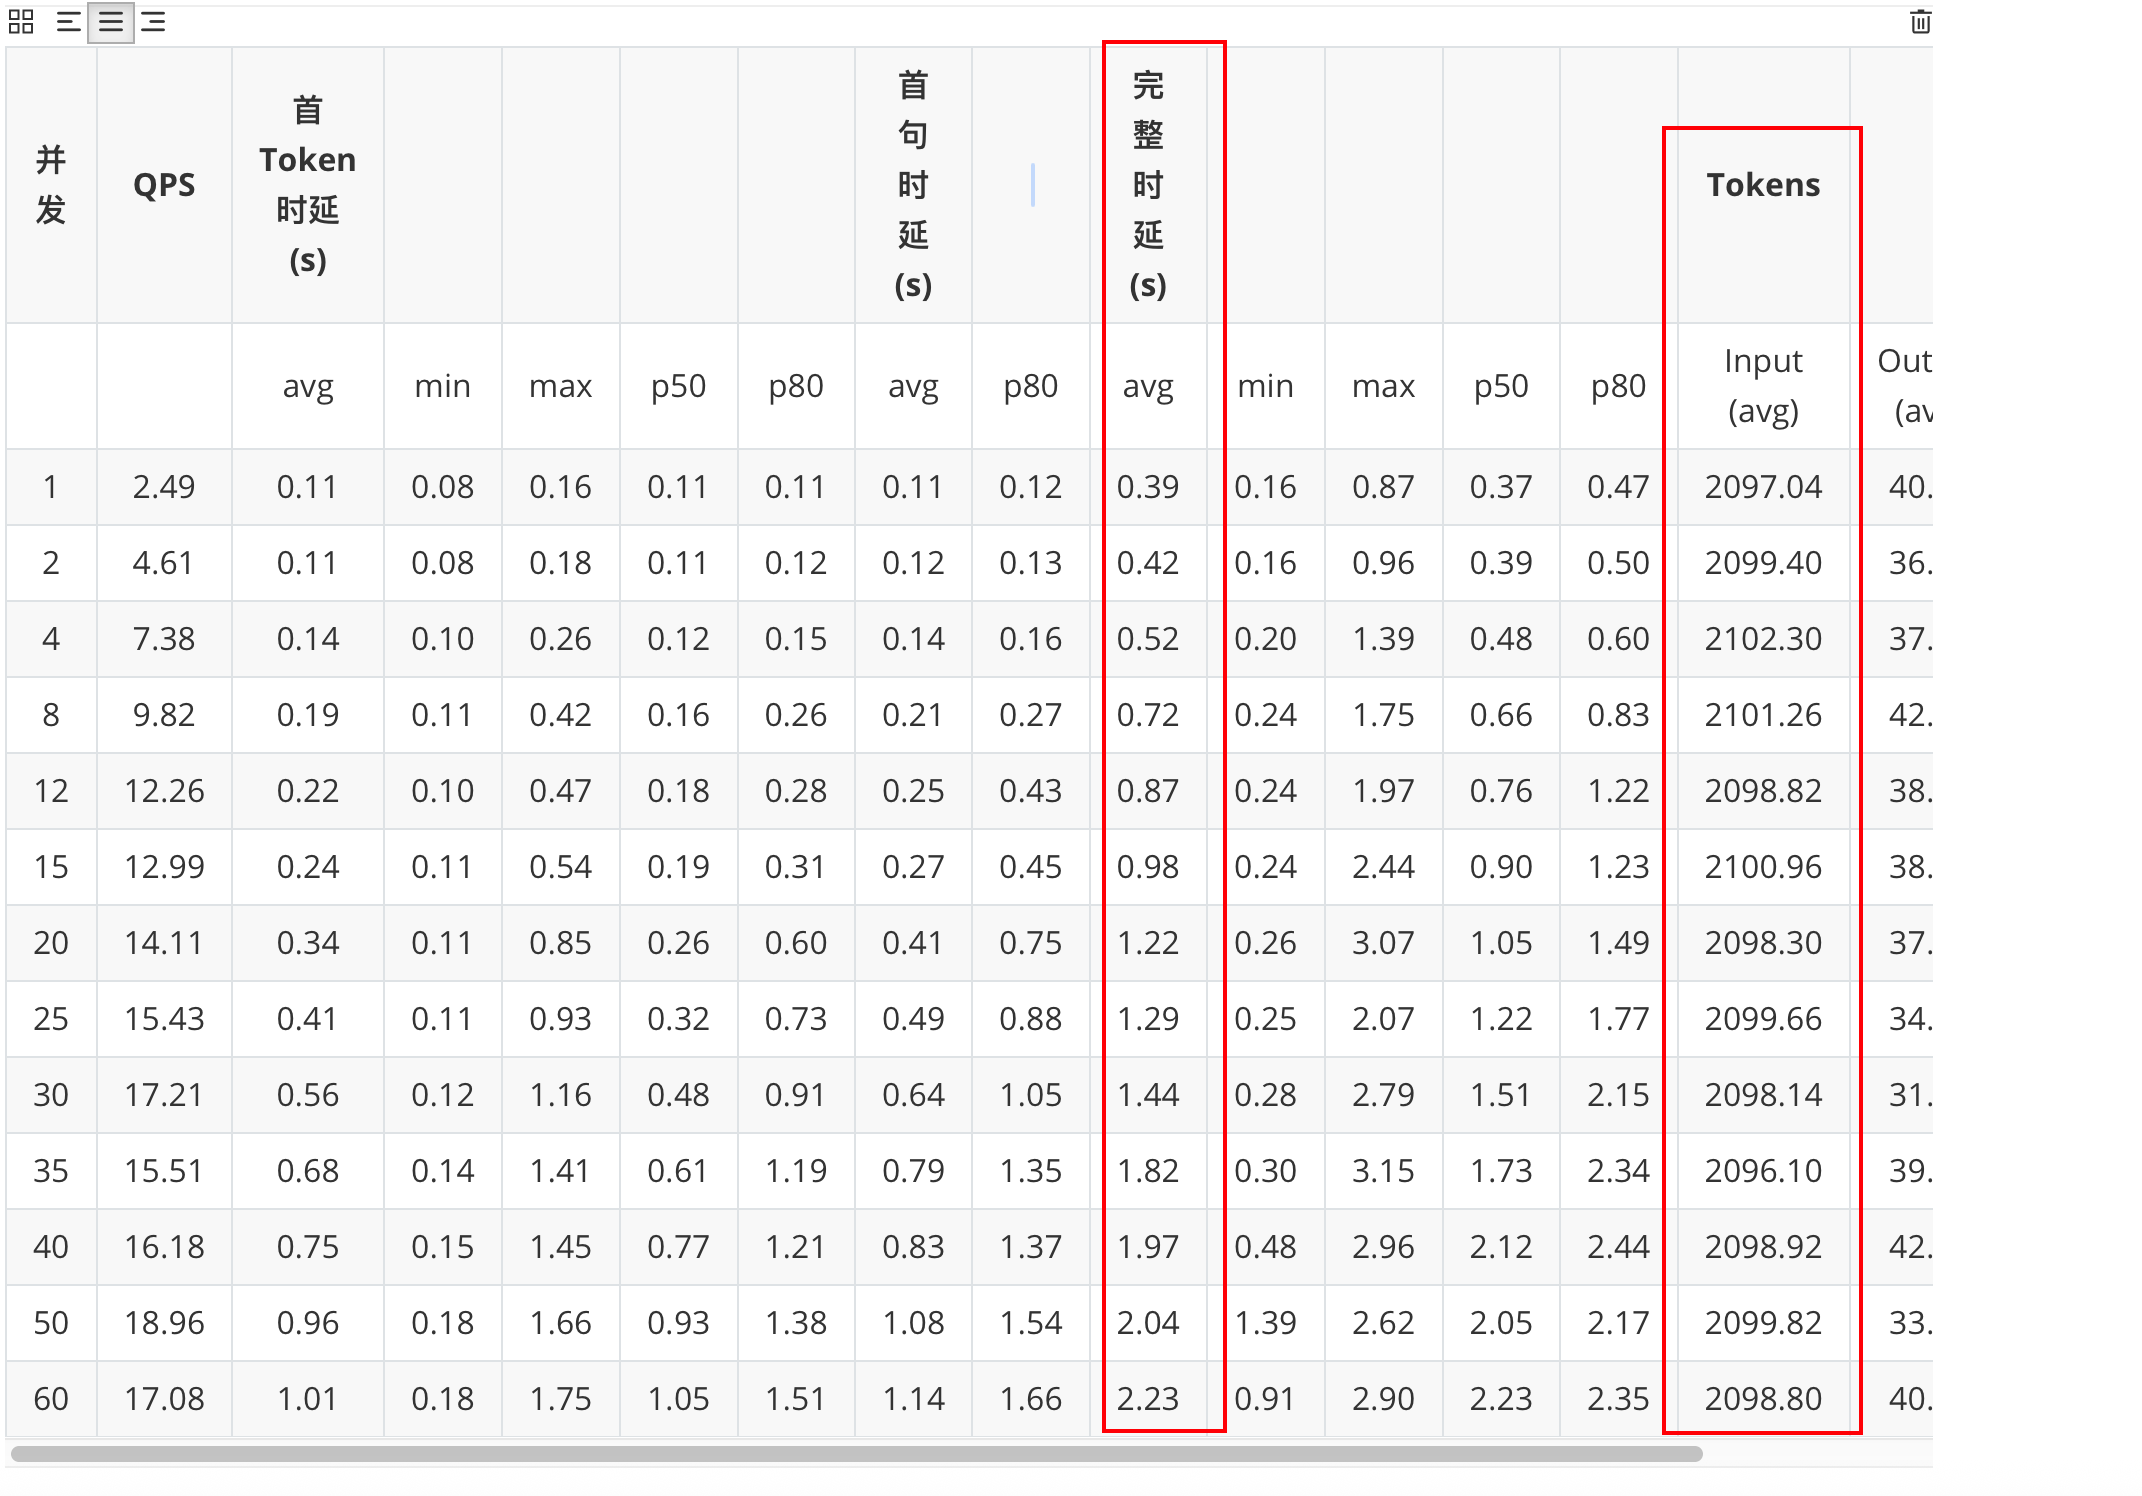 并发 QPS 首Token时延(s) 首句时延(s) 完整时延(s) Tokens
avg min max p50 p80 avg p80 avg min max p50 p80 Input (avg) Out (av
1 2.49 0.11 0.08 0.16 0.11 0.11 0.11 0.12 0.39 0.16 0.87 0.37 0.47 2097.04 40.
2 4.61 0.11 0.08 0.18 0.11 0.12 0.12 0.13 0.42 0.16 0.96 0.39 0.50 2099.40 36.
4 7.38 0.14 0.10 0.26 0.12 0.15 0.14 0.16 0.52 0.20 1.39 0.48 0.60 2102.30 37.
8 9.82 0.19 0.11 0.42 0.16 0.26 0.21 0.27 0.72 0.24 1.75 0.66 0.83 2101.26 42.
12 12.26 0.22 0.10 0.47 0.18 0.28 0.25 0.43 0.87 0.24 1.97 0.76 1.22 2098.82 38.
15 12.99 0.24 0.11 0.54 0.19 0.31 0.27 0.45 0.98 0.24 2.44 0.90 1.23 2100.96 38.
20 14.11 0.34 0.11 0.85 0.26 0.60 0.41 0.75 1.22 0.26 3.07 1.05 1.49 2098.30 37.
25 15.43 0.41 0.11 0.93 0.32 0.73 0.49 0.88 1.29 0.25 2.07 1.22 1.77 2099.66 34.
30 17.21 0.56 0.12 1.16 0.48 0.91 0.64 1.05 1.44 0.28 2.79 1.51 2.15 2098.14 31.
35 15.51 0.68 0.14 1.41 0.61 1.19 0.79 1.35 1.82 0.30 3.15 1.73 2.34 2096.10 39.
40 16.18 0.75 0.15 1.45 0.77 1.21 0.83 1.37 1.97 0.48 2.96 2.12 2.44 2098.92 42.
50 18.96 0.96 0.18 1.66 0.93 1.38 1.08 1.54 2.04 1.39 2.62 2.05 2.17 2099.82 33.
60 17.08 1.01 0.18 1.75 1.05 1.51 1.14 1.66 2.23 0.91 2.90 2.23 2.35 2098.80 40.